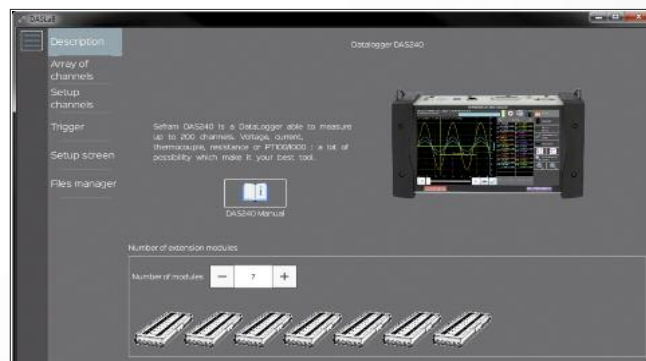 DASLaB
Description
Datalogger DAS240
Array of
channels
Setup
channels
Trigger
Setup screen
Files manager
Sefram DAS240 is a DataLogger able to measure
up to 200 channels. Voltage, current,
thermocouple, resistance or PT100/1000 : a lot of
possibility which make it your best tool.
DAS240 Manual
Number of extension modules
Number of modules
7